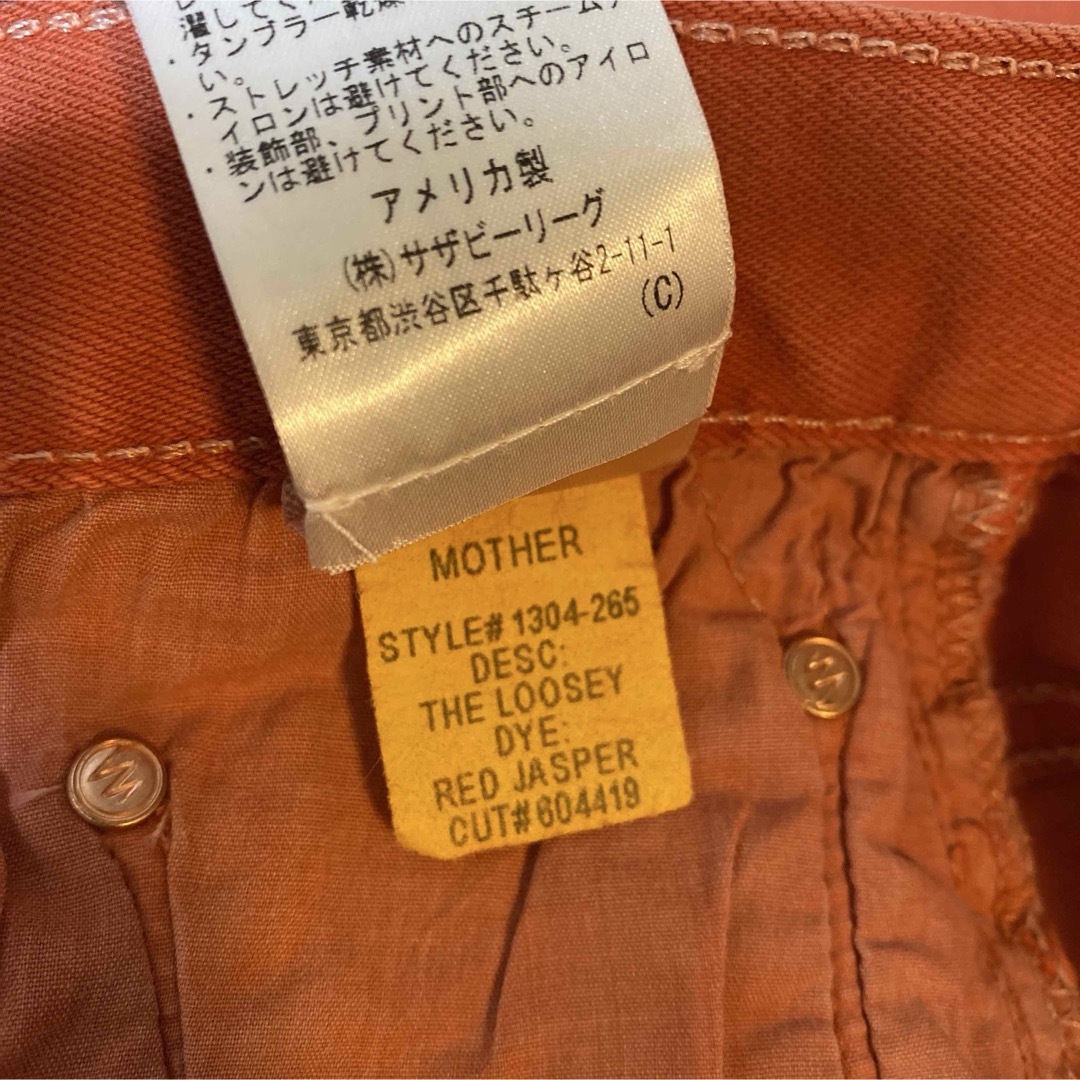 濯してく
・タンブラー乾燥
い。
・ストレッチ素材へのスチーム
イロンは避けてください。
・装飾部、プリント部へのアイロ
ンは避けてください。
アメリカ製
(株)サザビーリーグ
東京都渋谷区千駄ヶ谷2-11-1
(C)
MOTHER
STYLE# 1304-265
DESC:
THE LOOSEY
DYE:
RED JASPER
CUT# 604419